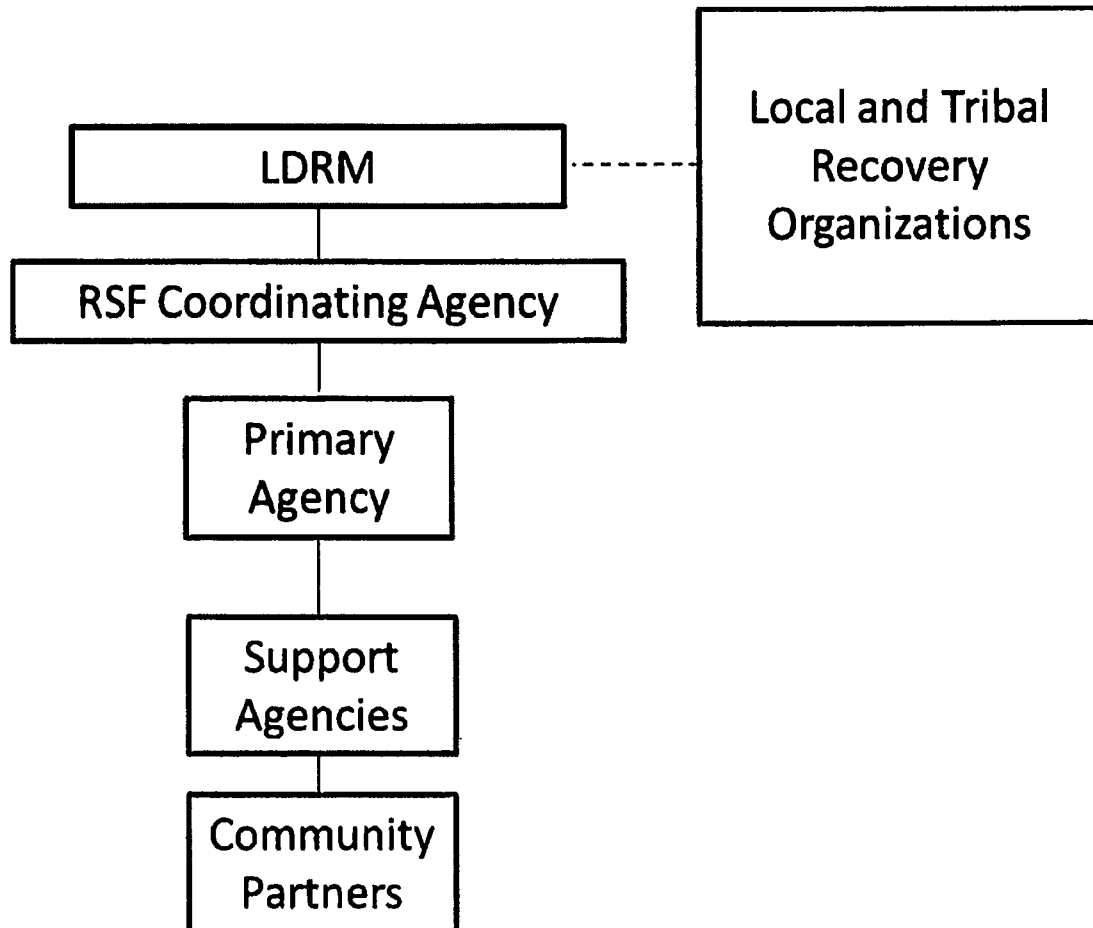 LDRM
Local and Tribal
Recovery
Organizations
RSF Coordinating Agency
Primary
Agency
Support
Agencies
Community
Partners